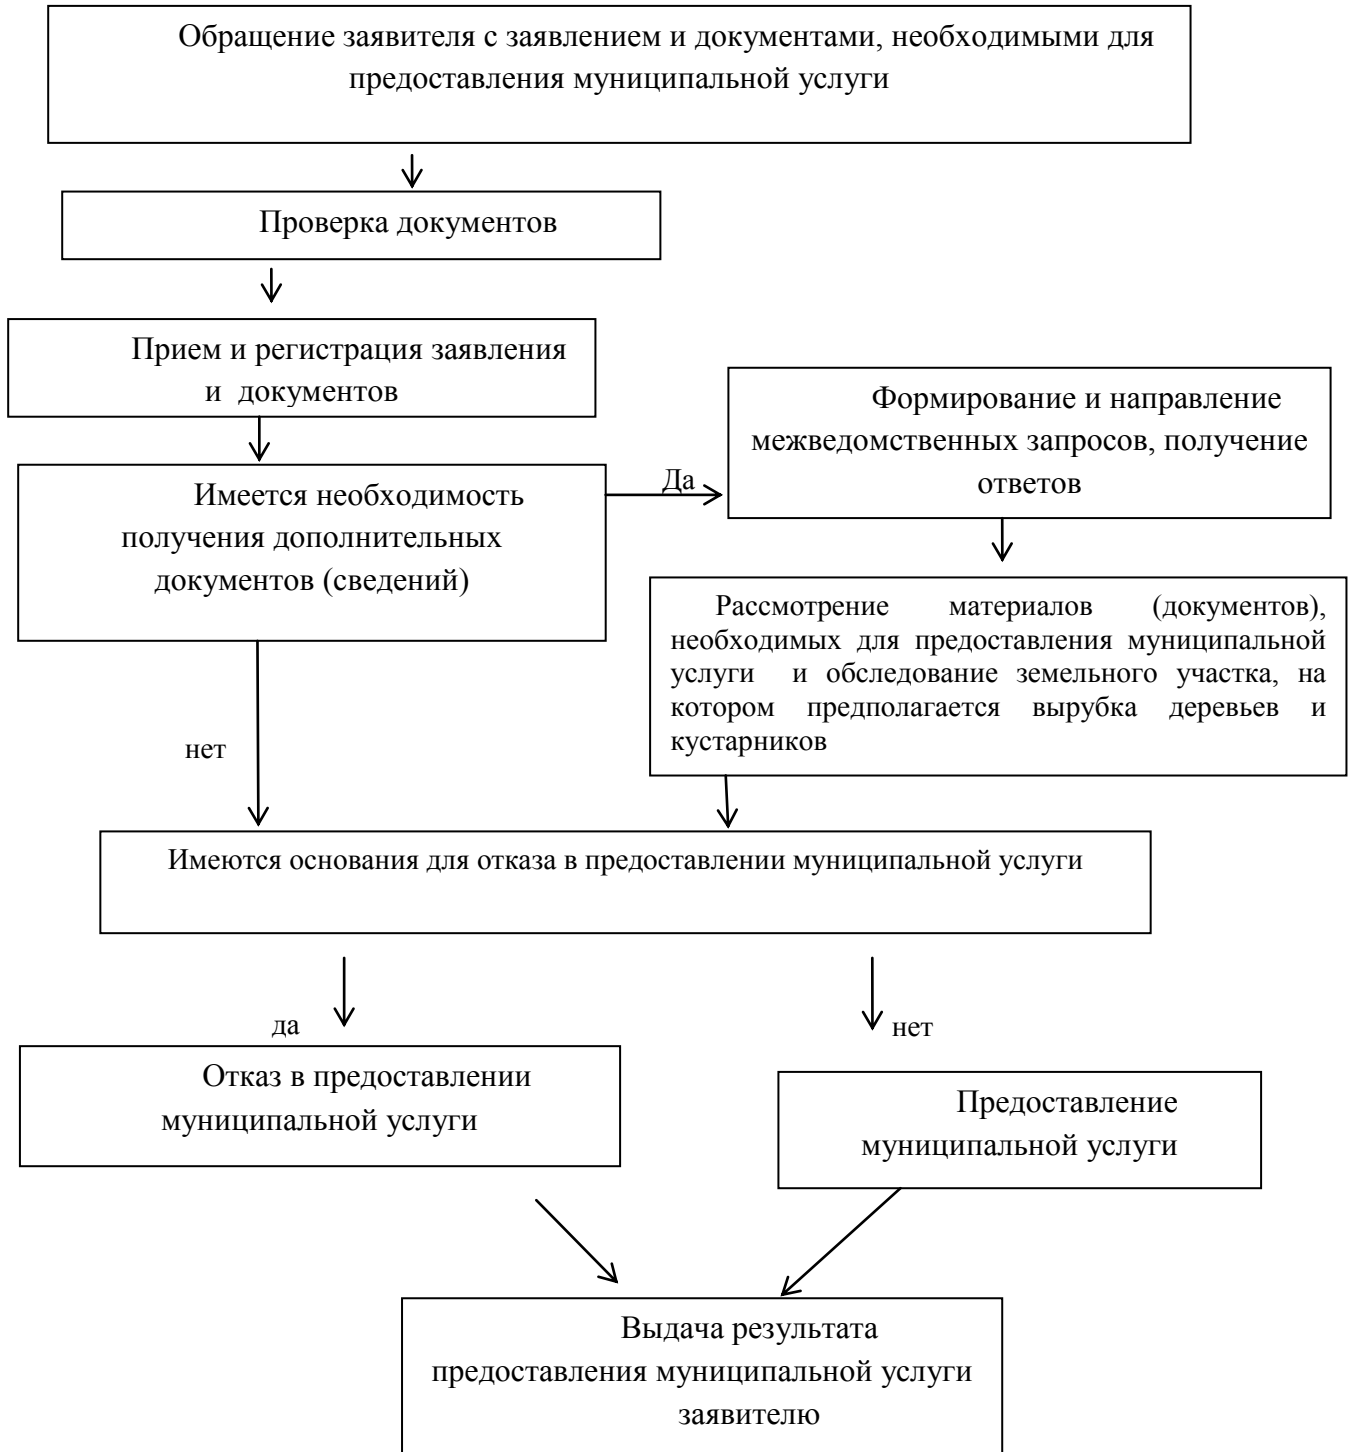 Обращение заявителя с заявлением и документами, необходимыми для
предоставления муниципальной услуги
Проверка документов
Прием и регистрация заявления
и документов
Имеется необходимость
получения дополнительных
документов (сведений)
Да
Формирование и направление
межведомственных запросов, получение
ответов
Рассмотрение материалов (документов),
необходимых для предоставления муниципальной
услуги и обследование земельного участка, на
котором предполагается вырубка деревьев и
кустарников
нет
Имеются основания для отказа в предоставлении муниципальной услуги
да
нет
Отказ в предоставлении
муниципальной услуги
Предоставление
муниципальной услуги
Выдача результата
предоставления муниципальной услуги
заявителю